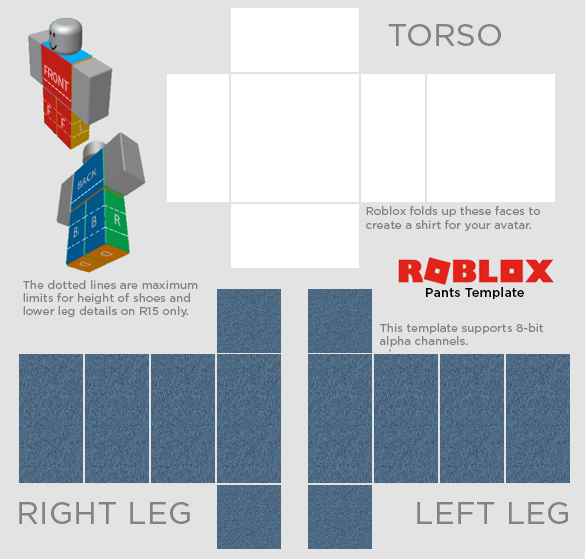 TORSO
FRONT
F F L
BACK
B B R
D D
Roblox folds up these faces to
create a shirt for your avatar.
ROBLOX
Pants Template
The dotted lines are maximum
limits for height of shoes and
lower leg details on R15 only.
This template supports 8-bit
alpha channels.
RIGHT LEG
LEFT LEG